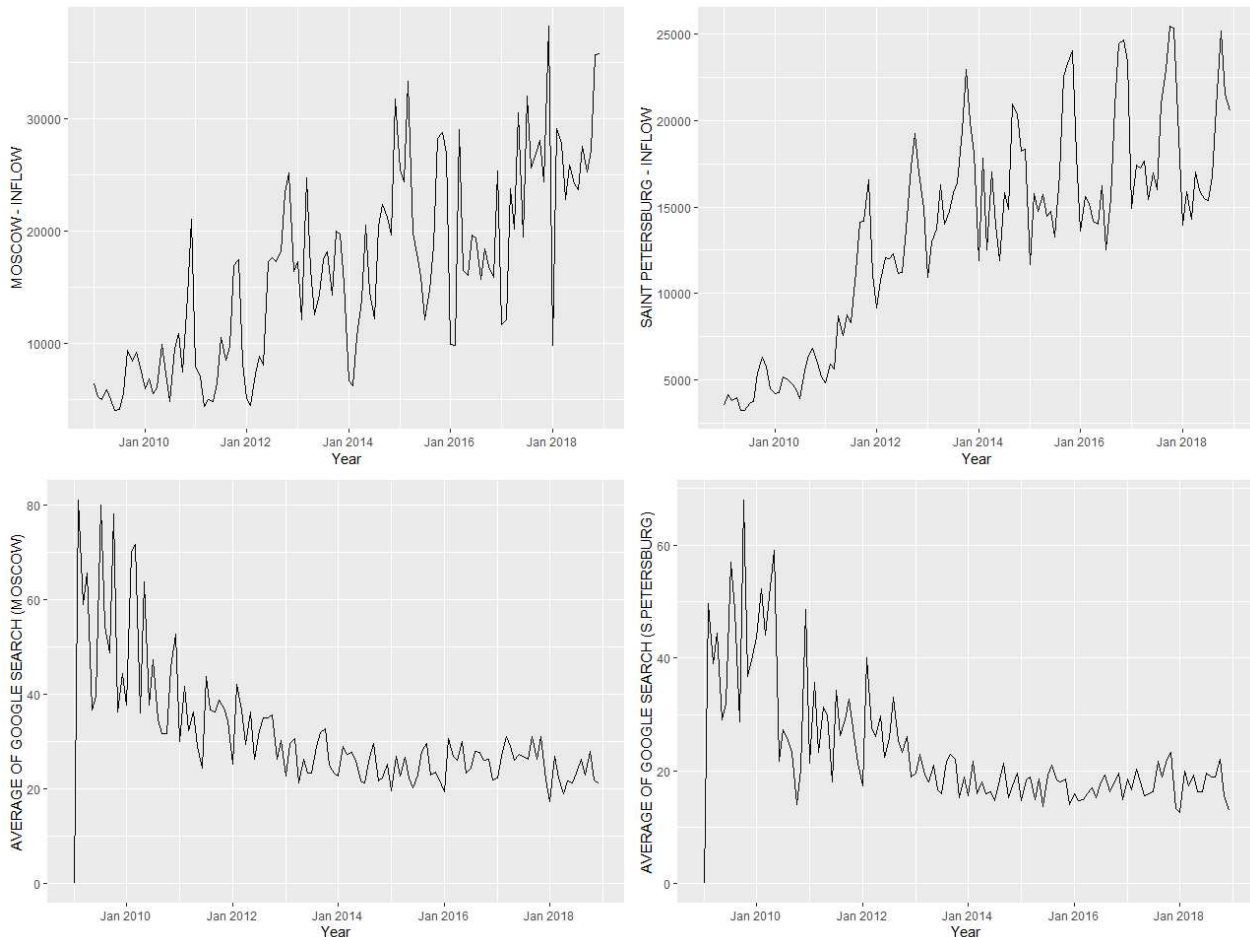 MOSCOW - INFLOW
30000
20000
10000
Jan 2010 Jan 2012 Jan 2014 Jan 2016 Jan 2018
Year
SAINT PETERSBURG - INFLOW
25000
20000
15000
10000
5000
Jan 2010 Jan 2012 Jan 2014 Jan 2016 Jan 2018
Year
AVERAGE OF GOOGLE SEARCH (MOSCOW)
80
60
40
20
0
Jan 2010 Jan 2012 Jan 2014 Jan 2016 Jan 2018
Year
AVERAGE OF GOOGLE SEARCH (S.PETERSBURG)
60
40
20
0
Jan 2010 Jan 2012 Jan 2014 Jan 2016 Jan 2018
Year